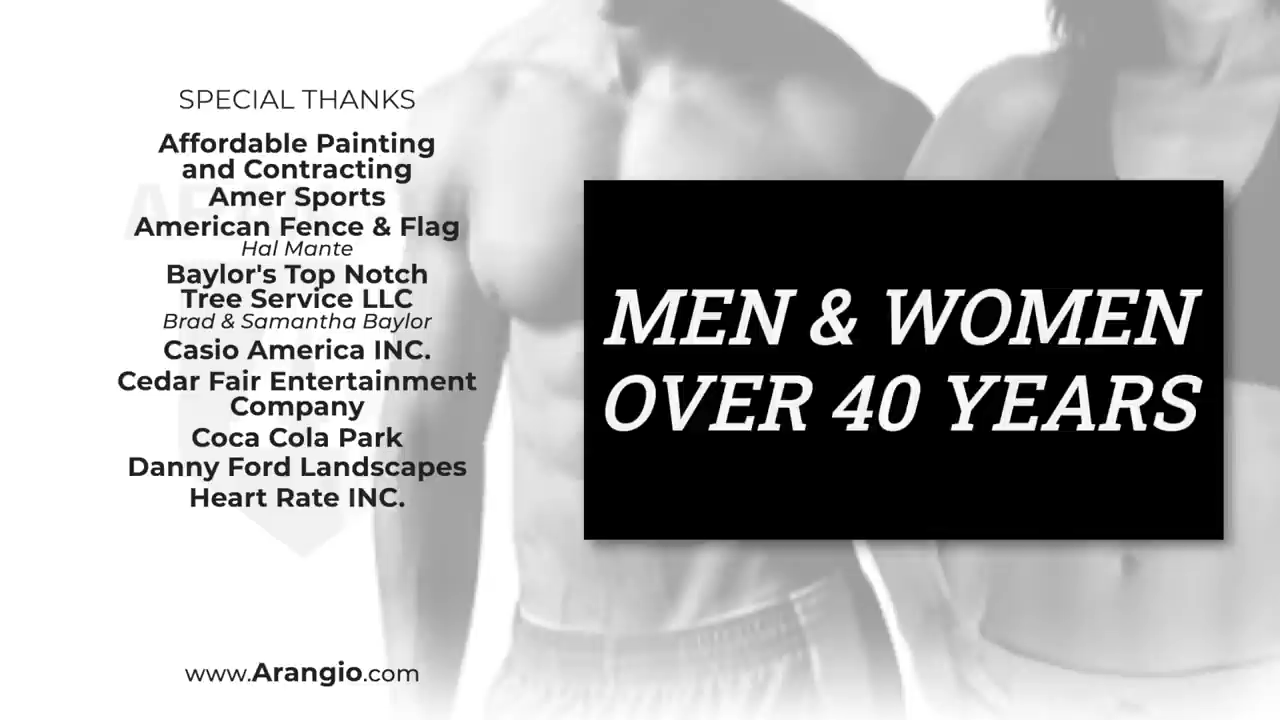 SPECIAL THANKS
Affordable Painting
and Contracting
Amer Sports
American Fence & Flag
Hal Mante
Baylor's Top Notch
Tree Service LLC
Brad & Samantha Baylor
Casio America INC.
Cedar Fair Entertainment
Company
Coca Cola Park
Danny Ford Landscapes
Heart Rate INC.
www.Arangio.com
MEN & WOMEN
OVER 40 YEARS